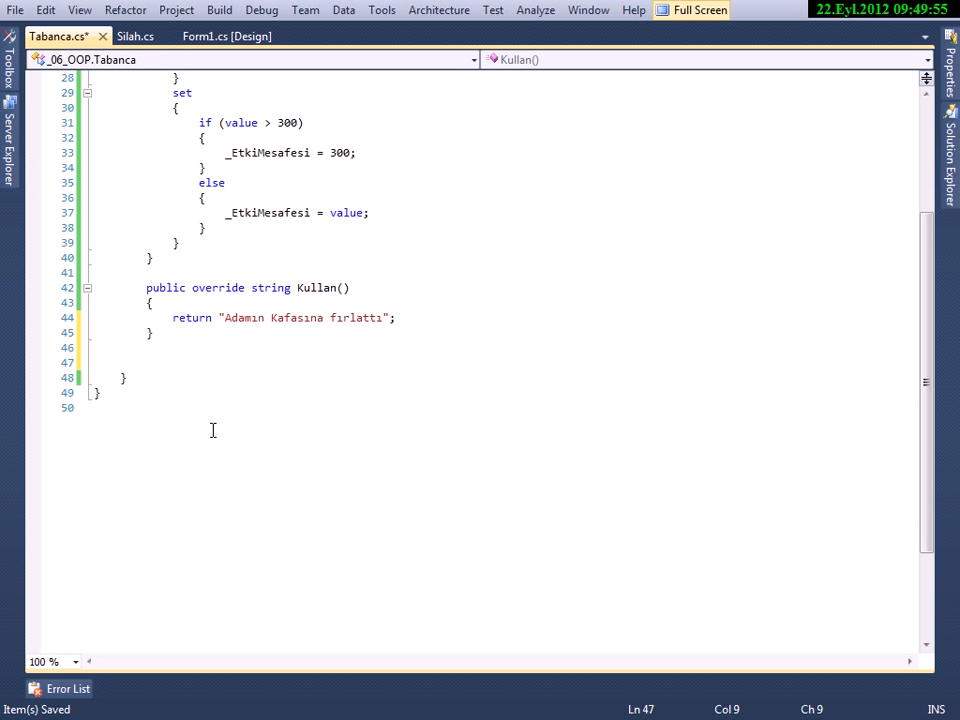 File Edit View Refactor Project Build Debug Team Data Tools Architecture Test Analyze Window Help Full Screen 22.Eyl.2012 09:49:55
Tabanca.cs* Silah.cs Form1.cs [Design]
_06_OOP.Tabanca Kullan()
Toolbox
Server Explorer
Properties
Solution Explorer
28 }
29 set
30 {
31 if (value > 300)
32 {
33 _EtkiMesafesi = 300;
34 }
35 else
36 {
37 _EtkiMesafesi = value;
38 }
39 }
40 }
41
42 public override string Kullan()
43 {
44 return "Adamın Kafasına fırlattı";
45 }
46
47
48 }
49 }
50
100 %
Error List
Item(s) Saved Ln 47 Col 9 Ch 9 INS